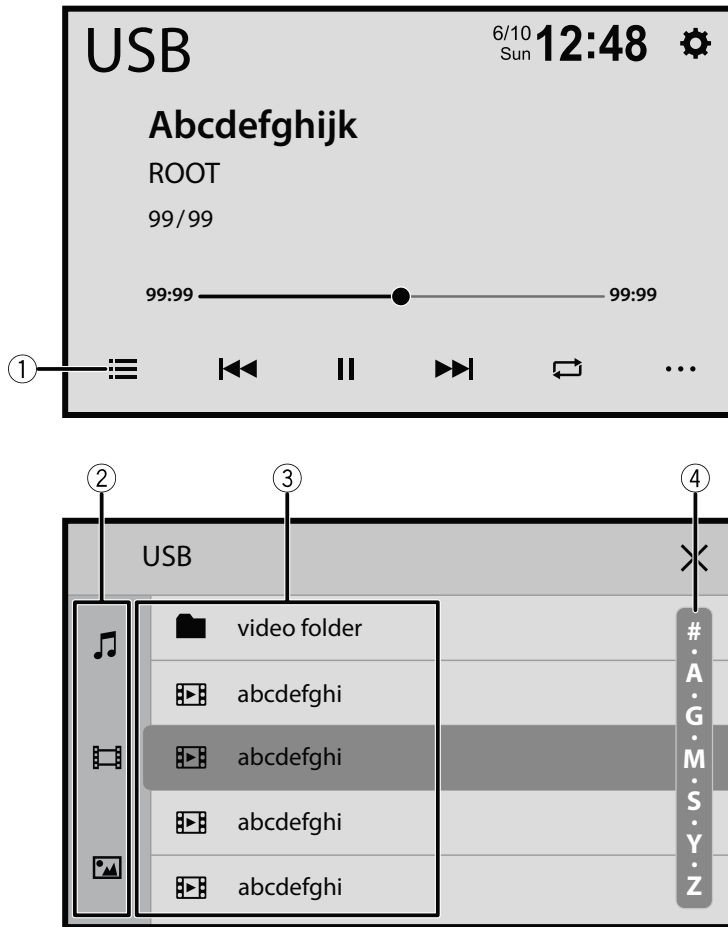 USB
6/10
Sun
12:48
Abcdefghijk
ROOT
99/99
99:99
99:99
1
2
3
4
USB
video folder
abcdefghi
abcdefghi
abcdefghi
abcdefghi
#
A
G
M
S
Y
Z